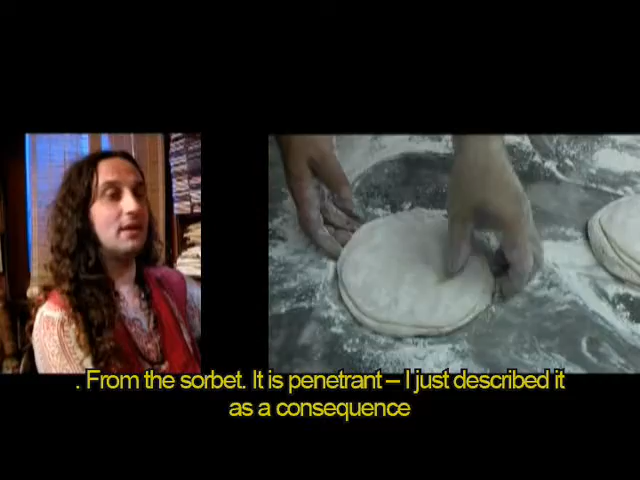 . From the sorbet. It is penetrant – I just described it
as a consequence